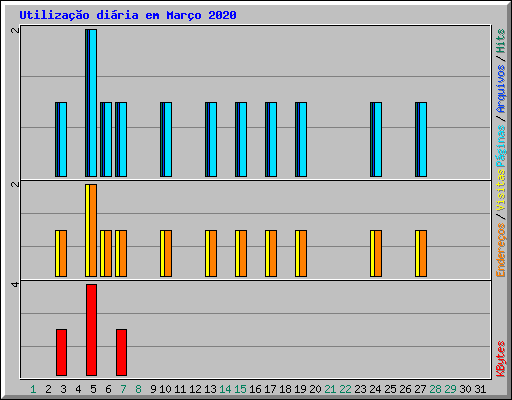 Utilização diária em Março 2020
2
2
4
1 2 3 4 5 6 7 8 9 10 11 12 13 14 15 16 17 18 19 20 21 22 23 24 25 26 27 28 29 30 31
KBytes
Endereços / Visitas
Páginas / Arquivos / Hits